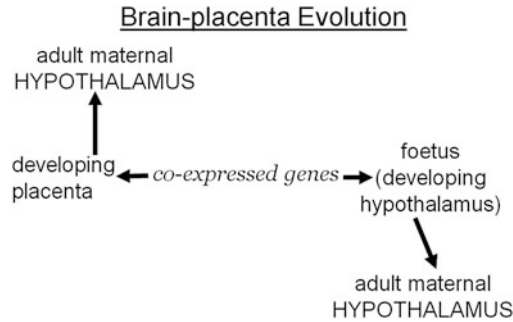 Brain-placenta Evolution
adult maternal
HYPOTHALAMUS
developing
placenta
co-expressed genes
foetus
(developing
hypothalamus)
adult maternal
HYPOTHALAMUS